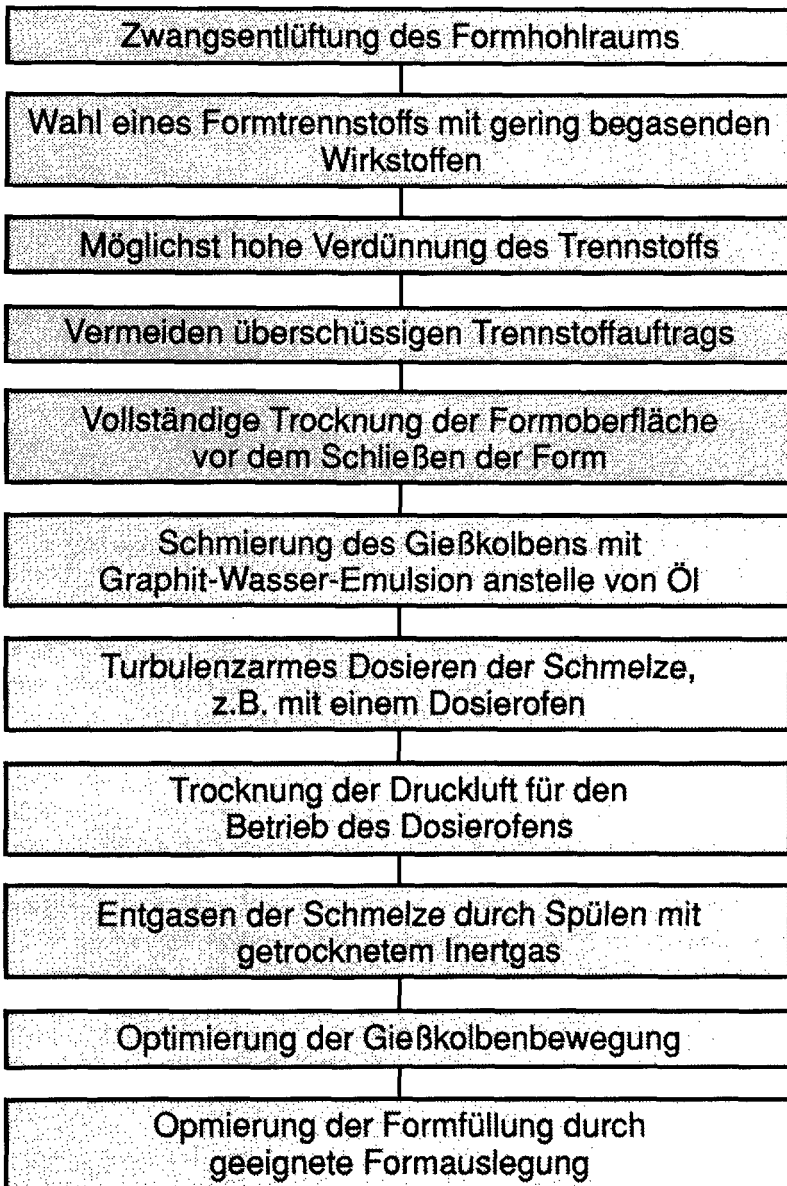 Zwangsentlüftung des Formhohlraums
Wahl eines Formtrennstoffs mit gering begasenden
Wirkstoffen
Möglichst hohe Verdünnung des Trennstoffs
Vermeiden überschüssigen Trennstoffauftrags
Vollständige Trocknung der Formoberfläche
vor dem Schließen der Form
Schmierung des Gießkolbens mit
Graphit-Wasser-Emulsion anstelle von Öl
Turbulenzarmes Dosieren der Schmelze,
z.B. mit einem Dosierofen
Trocknung der Druckluft für den
Betrieb des Dosierofens
Entgasen der Schmelze durch Spülen mit
getrocknetem Inertgas
Optimierung der Gießkolbenbewegung
Opmierung der Formfüllung durch
geeignete Formauslegung